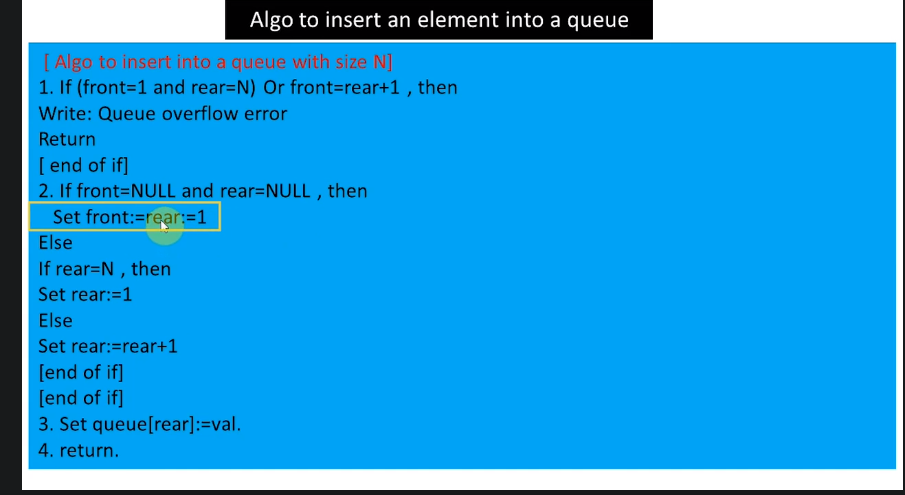 Algo to insert an element into a queue
[ Algo to insert into a queue with size N]
1. If (front=1 and rear=N) Or front=rear+1 , then
Write: Queue overflow error
Return
[ end of if]
2. If front=NULL and rear=NULL , then
Set front:=rear:=1
Else
If rear=N , then
Set rear:=1
Else
Set rear:=rear+1
[end of if]
[end of if]
3. Set queue[rear]:=val.
4. return.